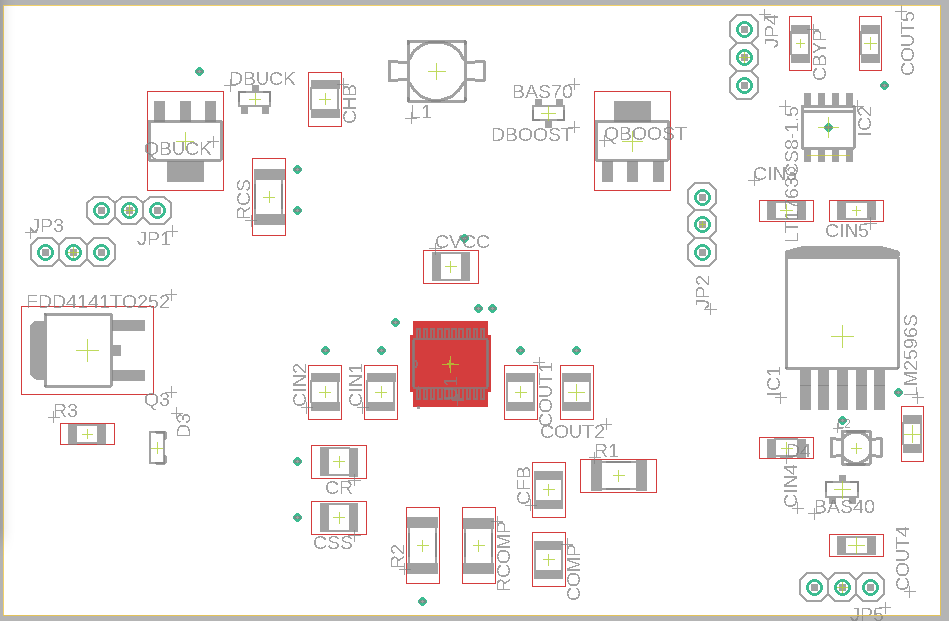 JP4
CBYP
COUT5
DBUCK
CHB
L1
BAS70
DBOOST
QBUCK
QBOOST
IC2
LT1763CS8-1.5
RCS
JP3
JP1
CVCC
JP2
CIN5
FDD4141TO252
LM2596S
IC1
CIN2
CIN1
COUT1
COUT2
Q3
R3
D3
R1
D4
CIN4
CR
CFB
BAS40
CSS
R2
RCOMP
COMP
COUT4
JP5